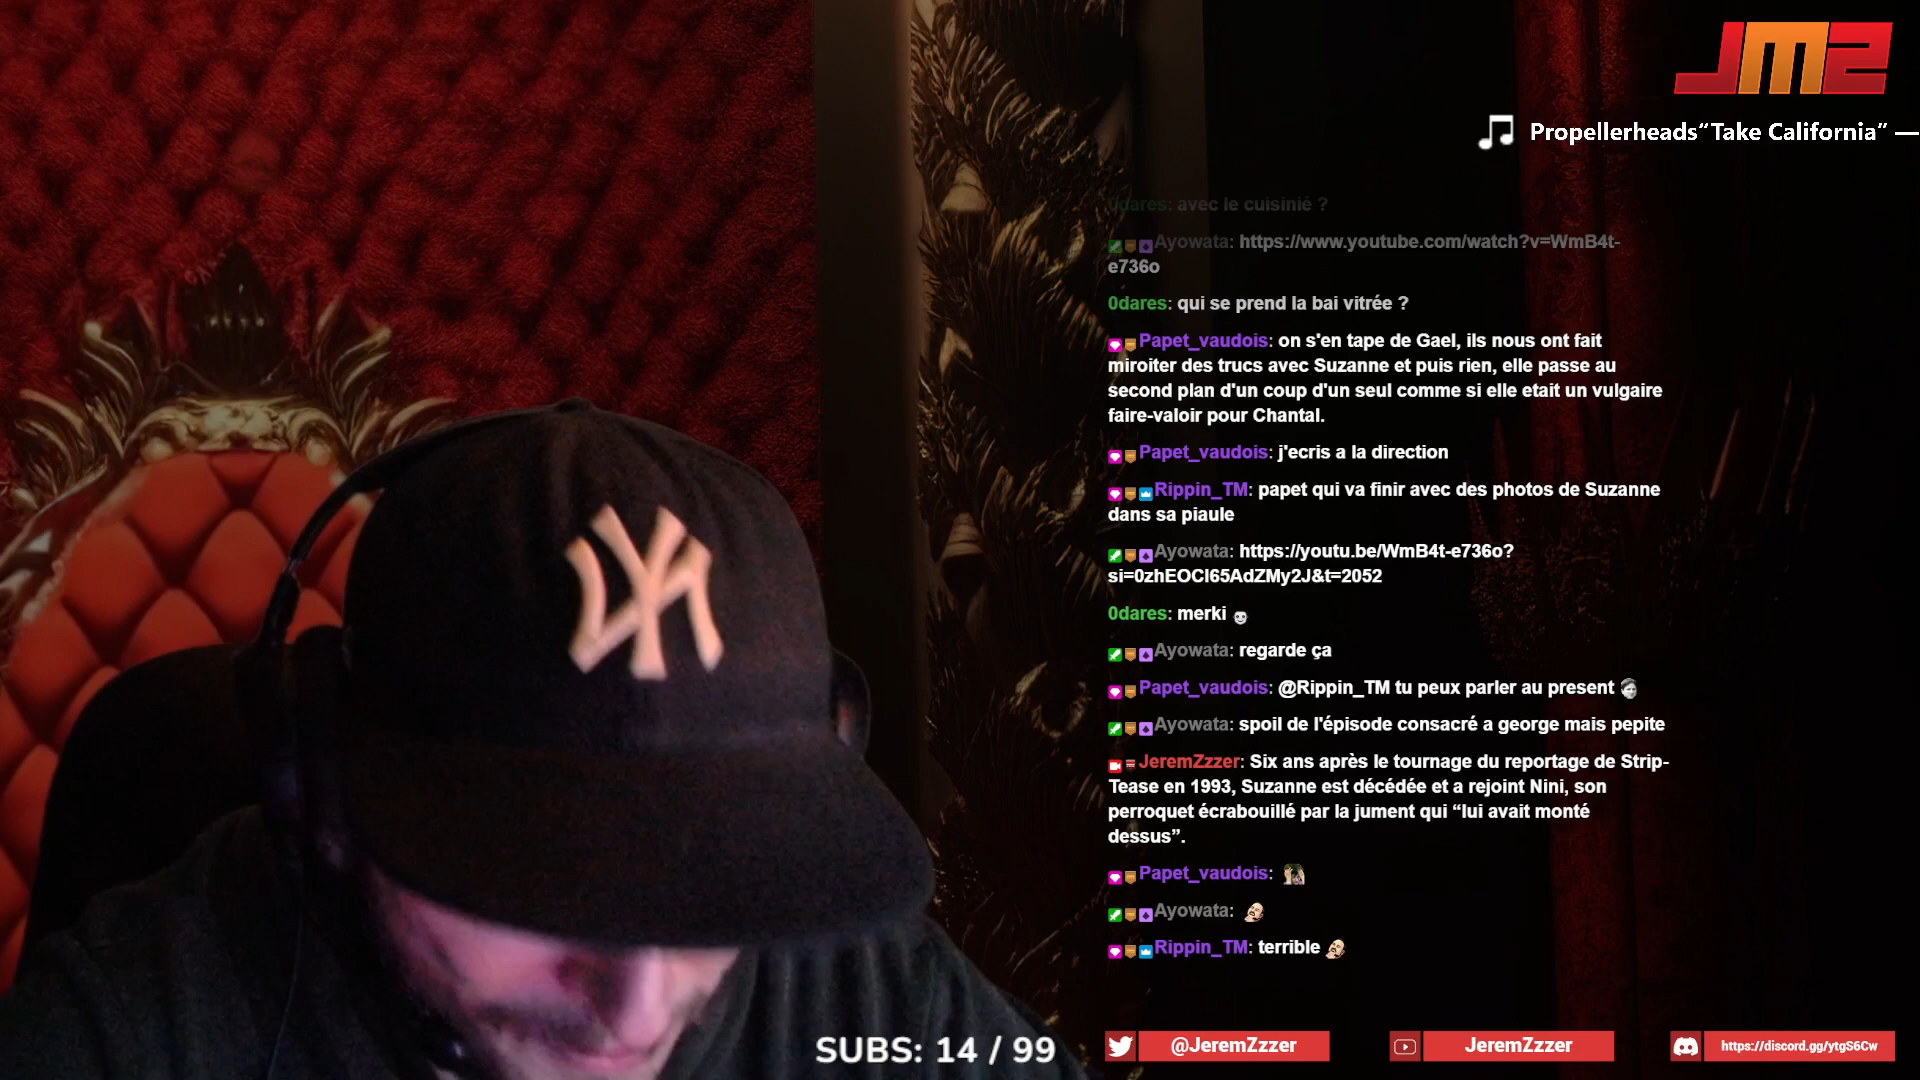 JM2
Propellerheads“Take California” —
0dares: avec le cuisinié ?
Ayowata: https://www.youtube.com/watch?v=WmB4t-
e736o
0dares: qui se prend la bai vitrée ?
Papet_vaudois: on s'en tape de Gael, ils nous ont fait
miroiter des trucs avec Suzanne et puis rien, elle passe au
second plan d'un coup d'un seul comme si elle etait un vulgaire
faire-valoir pour Chantal.
Papet_vaudois: j'ecris a la direction
Rippin_TM: papet qui va finir avec des photos de Suzanne
dans sa piaule
Ayowata: https://youtu.be/WmB4t-e736o?
si=0zhEOCl65AdZMy2J&t=2052
0dares: merki
Ayowata: regarde ça
Papet_vaudois: @Rippin_TM tu peux parler au present
Ayowata: spoil de l'épisode consacré a george mais pepite
JeremZzzer: Six ans après le tournage du reportage de Strip-
Tease en 1993, Suzanne est décédée et a rejoint Nini, son
perroquet écrabouillé par la jument qui “lui avait monté
dessus”.
Papet_vaudois:
Ayowata:
Rippin_TM: terrible
NY
SUBS: 14 / 99
@JeremZzzer
JeremZzzer
https://discord.gg/ytgS6Cw